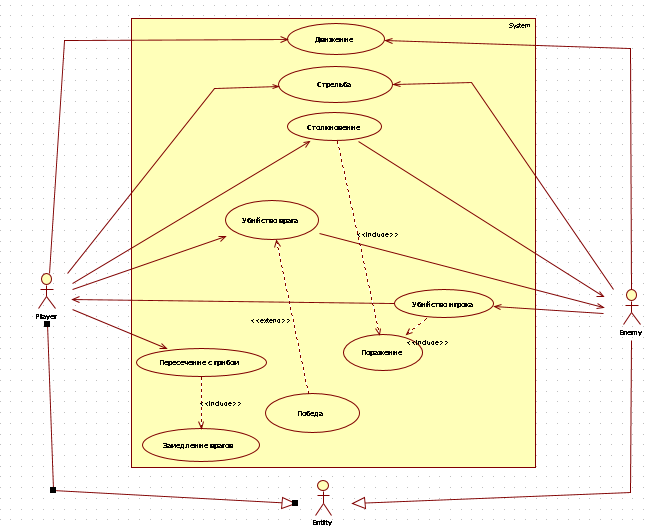 System
Движение
Стрельба
Столкновение
Убийство врага
<<include>>
Убийство игрока
Player
Enemy
<<extend>>
<<include>>
Поражение
Пересечение с грибом
<<include>>
Победа
Замедление врагов
Entity